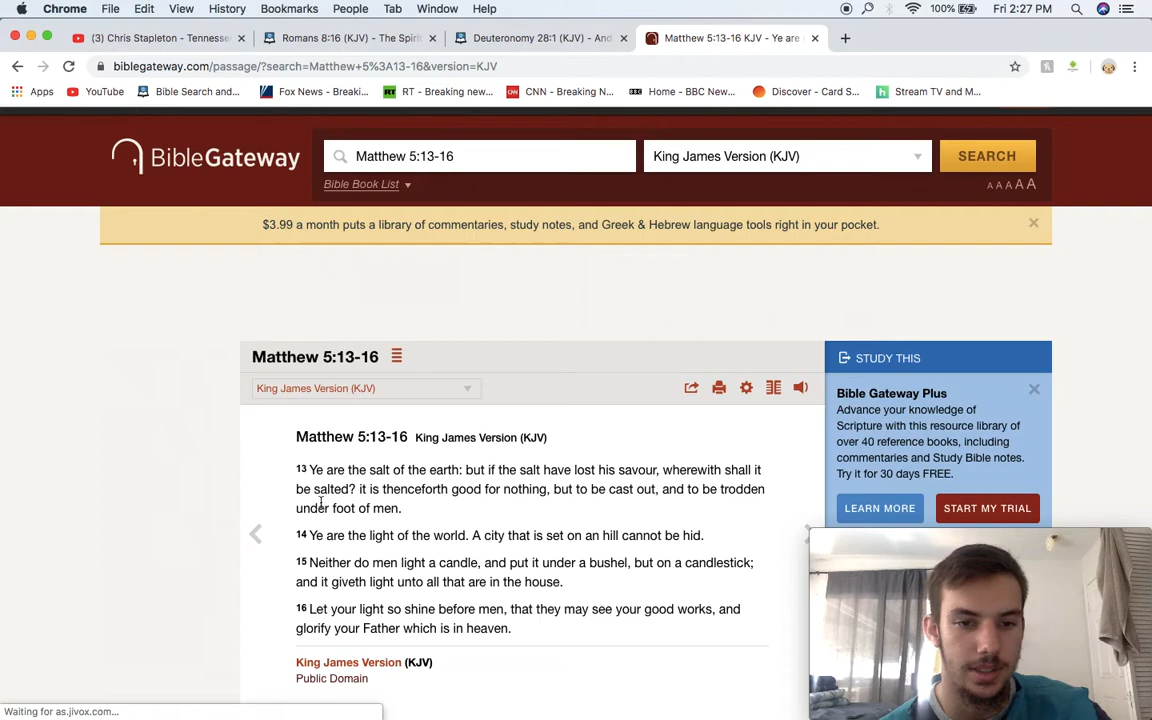 Chrome File Edit View History Bookmarks People Tab Window Help 100% Fri 2:27 PM
(3) Chris Stapleton - Tennesse × Romans 8:16 (KJV) - The Spirit × Deuteronomy 28:1 (KJV) - And × Matthew 5:13-16 KJV - Ye are × +
biblegateway.com/passage/?search=Matthew+5%3A13-16&version=KJV
Apps YouTube Bible Search and... Fox News - Breaki... RT - Breaking new... CNN - Breaking N... Home - BBC New... Discover - Card S... Stream TV and M...
BibleGateway Matthew 5:13-16 King James Version (KJV) SEARCH
Bible Book List A A A A A
$3.99 a month puts a library of commentaries, study notes, and Greek & Hebrew language tools right in your pocket. ×
Matthew 5:13-16
King James Version (KJV)
Matthew 5:13-16 King James Version (KJV)
13 Ye are the salt of the earth: but if the salt have lost his savour, wherewith shall it
be salted? it is thenceforth good for nothing, but to be cast out, and to be trodden
under foot of men.
14 Ye are the light of the world. A city that is set on an hill cannot be hid.
15 Neither do men light a candle, and put it under a bushel, but on a candlestick;
and it giveth light unto all that are in the house.
16 Let your light so shine before men, that they may see your good works, and
glorify your Father which is in heaven.
King James Version (KJV)
Public Domain
STUDY THIS
Bible Gateway Plus
Advance your knowledge of
Scripture with this resource library of
over 40 reference books, including
commentaries and Study Bible notes.
Try it for 30 days FREE.
LEARN MORE START MY TRIAL
Waiting for as.jivox.com...